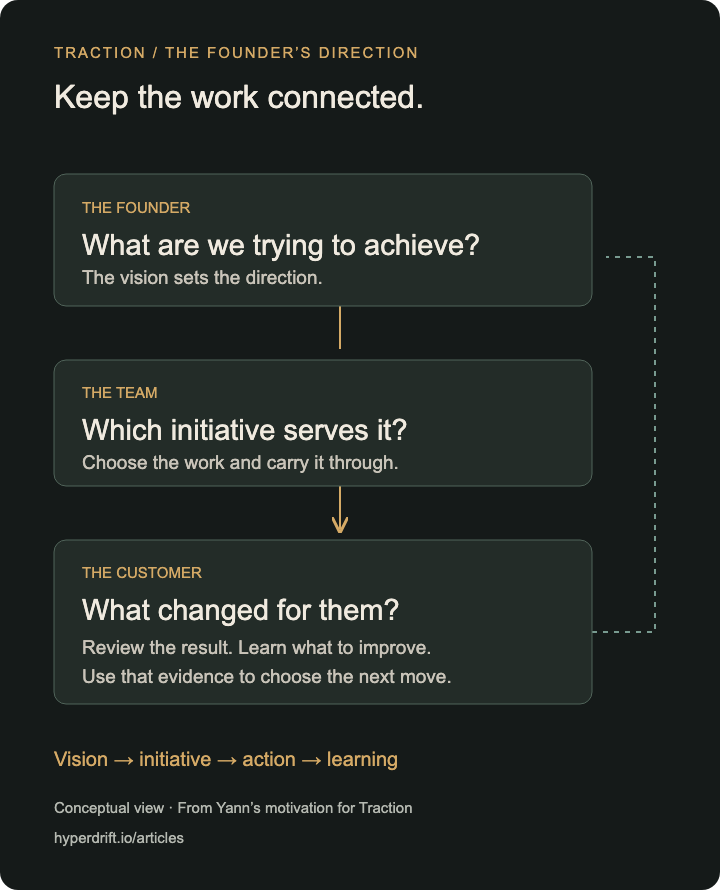 TRACTION / THE FOUNDER’S DIRECTION
Keep the work connected.
THE FOUNDER
What are we trying to achieve?
The vision sets the direction.
THE TEAM
Which initiative serves it?
Choose the work and carry it through.
THE CUSTOMER
What changed for them?
Review the result. Learn what to improve.
Use that evidence to choose the next move.
Vision → initiative → action → learning
Conceptual view · From Yann’s motivation for Traction
hyperdrift.io/articles